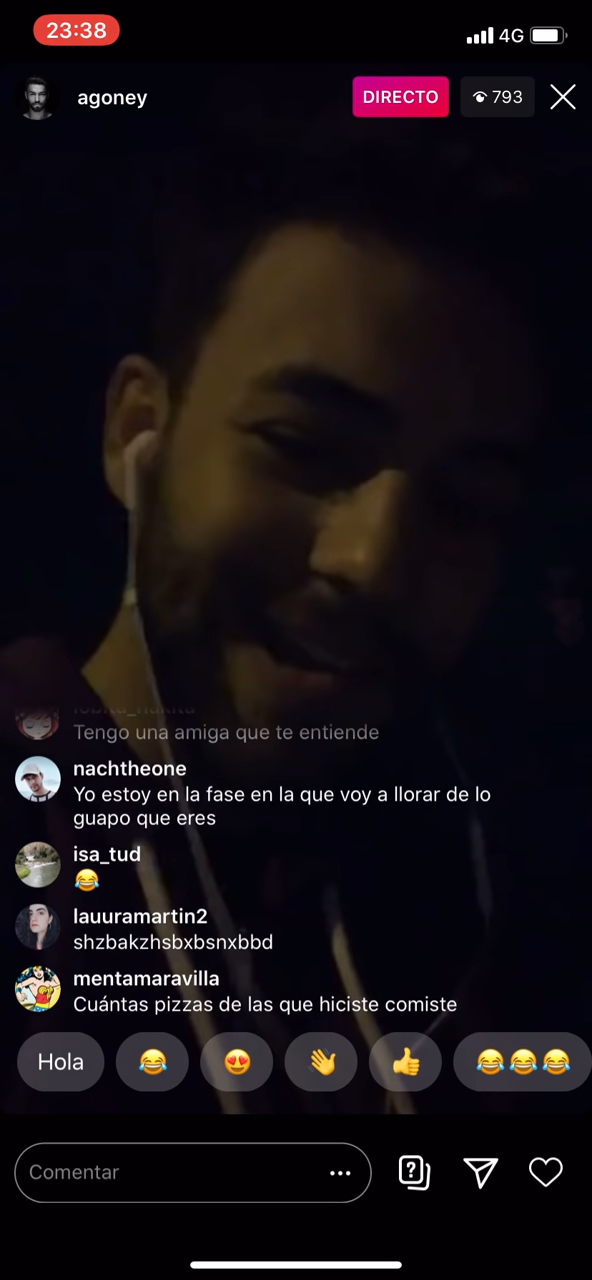 23:38
4G
agoney
DIRECTO
793
lobita_nakita
Tengo una amiga que te entiende
nachtheone
Yo estoy en la fase en la que voy a llorar de lo
guapo que eres
isa_tud
😂
lauuramartin2
shzbakzhsbxbsnxbbd
mentamaravilla
Cuántas pizzas de las que hiciste comiste
Hola
Comentar